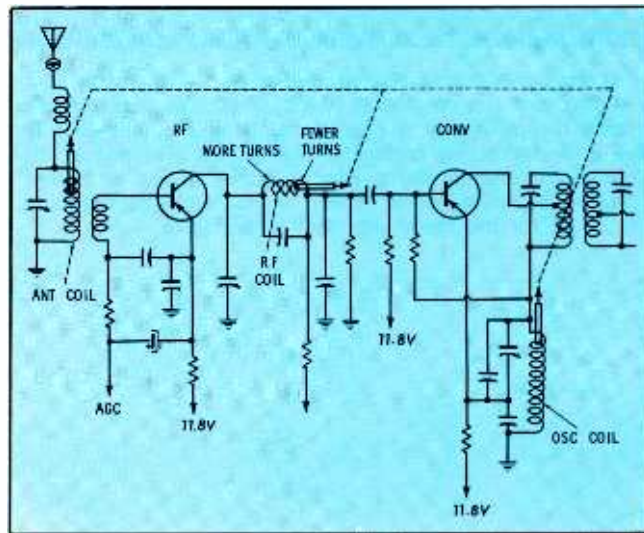 RF
CONV
FEWER
TURNS
MORE TURNS
RF
COIL
ANT COIL
11.8V
AGC
11.8V
OSC COIL
11.8V